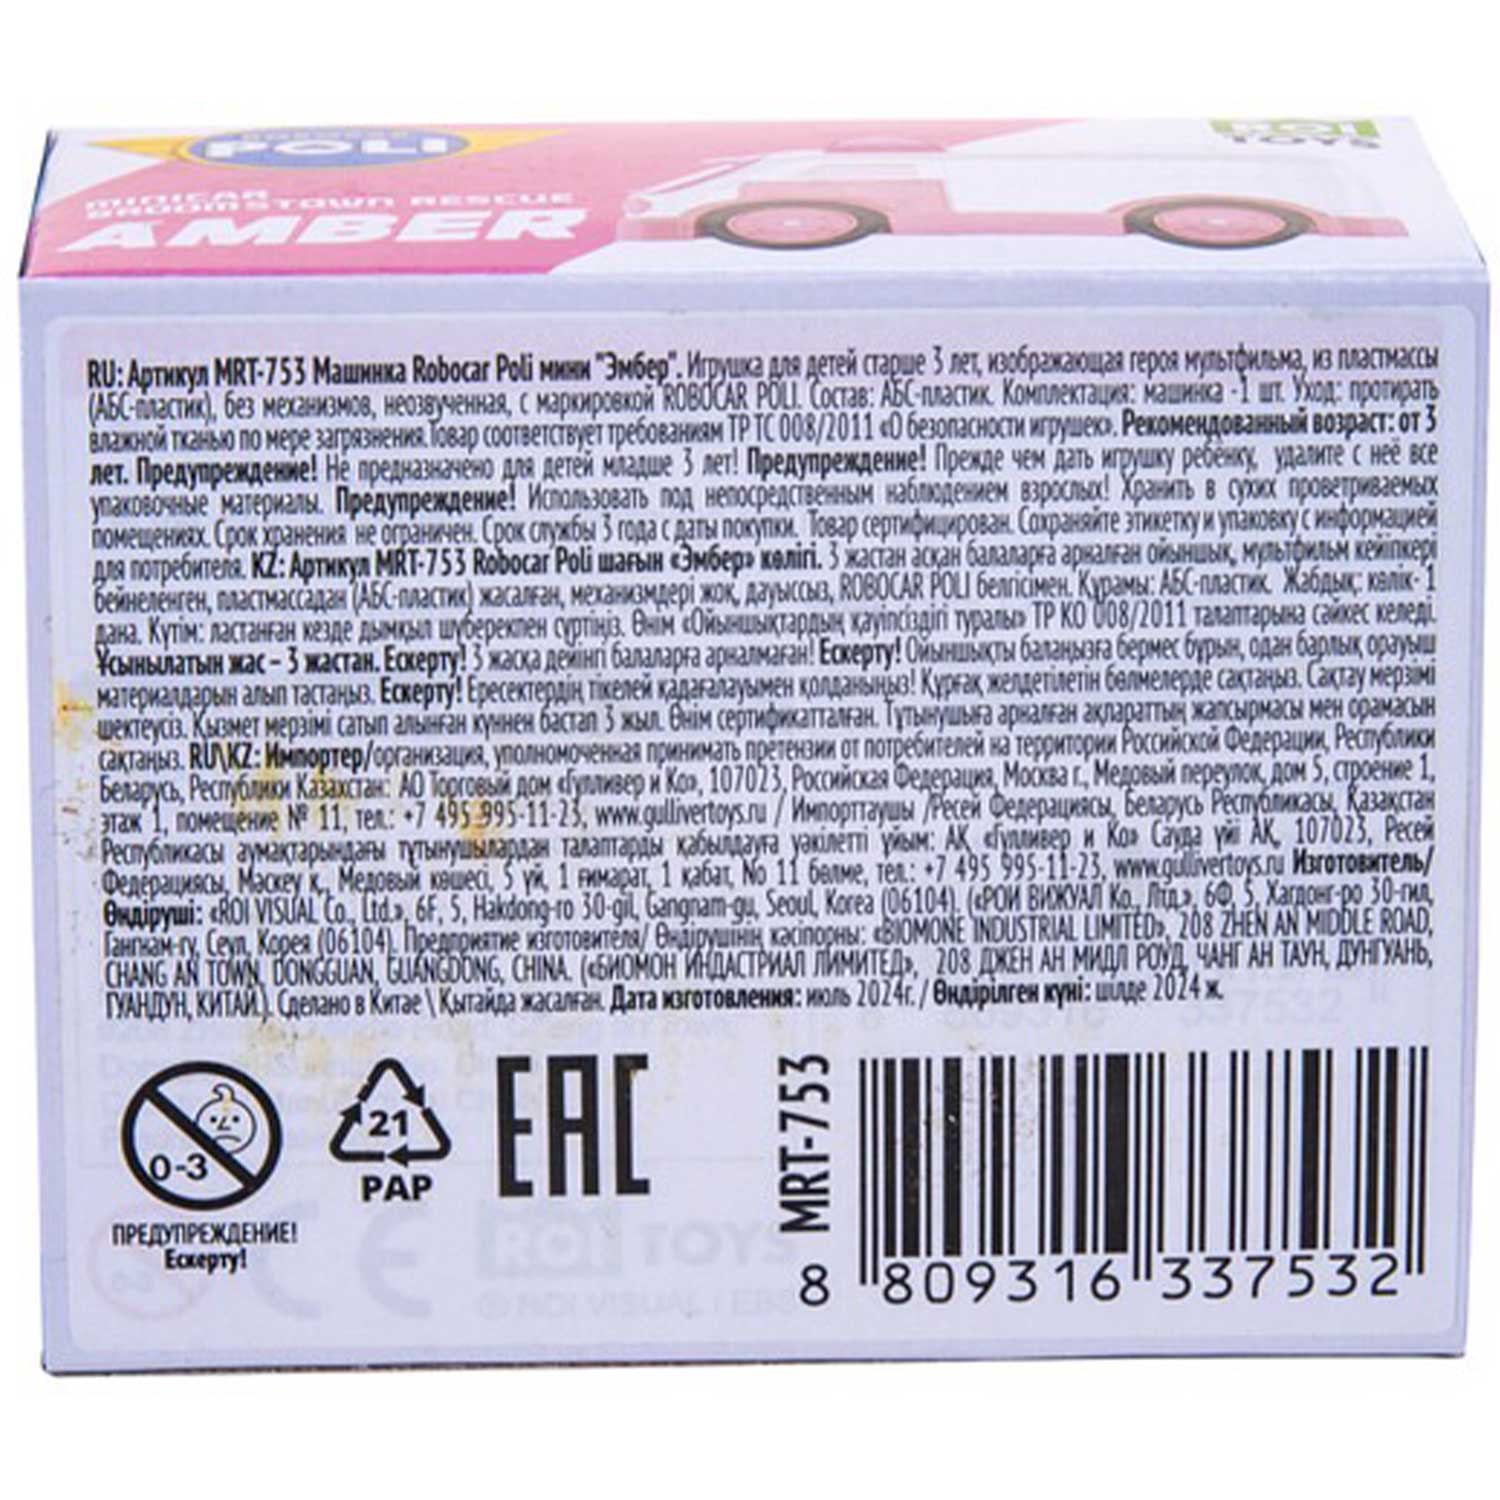 POLI
ROI
TOYS
MINICAR
BROOMSTOWN RESCUE
AMBER
RU: Артикул MRT-753 Машинка Robocar Poli мини "Эмбер". Игрушка для детей старше 3 лет, изображающая героя мультфильма, из пластмассы
(АБС-пластик), без механизмов, неозвученная, с маркировкой ROBOCAR POLI. Состав: АБС-пластик. Комплектация: машинка -1 шт. Уход: протирать
влажной тканью по мере загрязнения.Товар соответствует требованиям ТР ТС 008/2011 «О безопасности игрушек». Рекомендованный возраст: от 3
лет. Предупреждение! Не предназначено для детей младше 3 лет! Предупреждение! Прежде чем дать игрушку ребёнку, удалите с неё все
упаковочные материалы. Предупреждение! Использовать под непосредственным наблюдением взрослых! Хранить в сухих проветриваемых
помещениях. Срок хранения не ограничен. Срок службы 3 года с даты покупки. Товар сертифицирован. Сохраняйте этикетку и упаковку с информацией
для потребителя. KZ: Артикул MRT-753 Robocar Poli шағын «Эмбер» көлігі. 3 жастан асқан балаларға арналған ойыншық, мультфильм кейіпкері
бейнеленген, пластмассадан (АБС-пластик) жасалған, механизмдері жоқ, дауыссыз, ROBOCAR POLI белгісімен. Құрамы: АБС-пластик. Жабдық: көлік- 1
дана. Күтім: ластанған кезде дымқыл шүберекпен сүртіңіз. Өнім «Ойыншықтардың қауіпсіздігі туралы» ТР КО 008/2011 талаптарына сәйкес келеді.
Ұсынылатын жас – 3 жастан. Ескерту! 3 жасқа дейінгі балаларға арналмаған! Ескерту! Ойыншықты балаңызға бермес бұрын, одан барлық орауыш
материалдарын алып тастаңыз. Ескерту! Ересектердің тікелей қадағалауымен қолданыңыз! Құрғақ желдетілетін бөлмелерде сақтаңыз. Сақтау мерзімі
шектеусіз. Қызмет мерзімі сатып алынған күннен бастап 3 жыл. Өнім сертификатталған. Тұтынушыға арналған ақпараттың жапсырмасы мен орамасын
сақтаңыз. RU\KZ: Импортер/организация, уполномоченная принимать претензии от потребителей на территории Российской Федерации, Республики
Беларусь, Республики Казахстан: АО Торговый дом «Гулливер и Ко», 107023, Российская Федерация, Москва г., Медовый переулок, дом 5, строение 1,
этаж 1, помещение № 11, тел.: +7 495 995-11-23, www.gullivertoys.ru / Импорттаушы /Ресей Федерациясы, Беларусь Республикасы, Қазақстан
Республикасы аумақтарындағы тұтынушылардан талаптарды қабылдауға уәкілетті ұйым: АҚ «Гулливер и Ко» Сауда үйі АҚ, 107023, Ресей
Федерациясы, Маскеу қ., Медовый көшесі, 5 үй, 1 ғимарат, 1 қабат, No 11 бөлме, тел.: +7 495 995-11-23, www.gullivertoys.ru Изготовитель/
Өндіруші: «ROI VISUAL Co., Ltd.», 6F, 5, Hakdong-ro 30-gil, Gangnam-gu, Seoul, Korea (06104). («РОИ ВИЖУАЛ Ко., Лтд.», 6Ф, 5, Хагдонг-ро 30-гил,
Гангнам-гу, Сеул, Корея (06104). Предприятие изготовителя/ Өндірушінің кәсіпорны: «BIOMONE INDUSTRIAL LIMITED», 208 ZHEN AN MIDDLE ROAD,
CHANG AN TOWN, DONGGUAN, GUANGDONG, CHINA. («БИОМОН ИНДАСТРИАЛ ЛИМИТЕД», 208 ДЖЕН АН МИДЛ РОУД, ЧАНГ АН ТАУН, ДУНГУАНЬ,
ГУАНДУН, КИТАЙ). Сделано в Китае \ Қытайда жасалған. Дата изготовления: июль 2024г. / Өндірілген күні: шілде 2024 ж.
0-3
ПРЕДУПРЕЖДЕНИЕ!
Ескерту!
21
PAP
EAC
MRT-753
8 809316 337532
CE
ROI TOYS
© ROI VISUAL / EBS